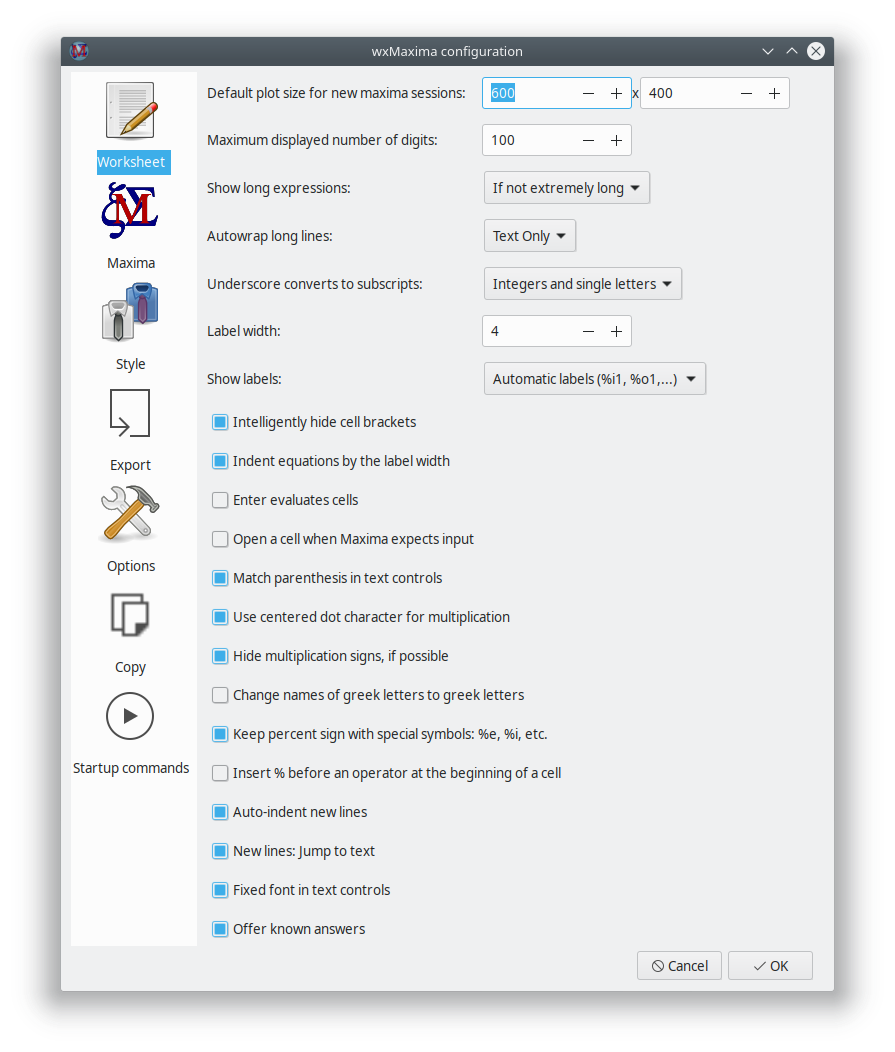 wxMaxima configuration
Worksheet
Maxima
Style
Export
Options
Copy
Startup commands
Default plot size for new maxima sessions: 600 x 400
Maximum displayed number of digits: 100
Show long expressions: If not extremely long
Autowrap long lines: Text Only
Underscore converts to subscripts: Integers and single letters
Label width: 4
Show labels: Automatic labels (%i1, %o1,...)
Intelligently hide cell brackets
Indent equations by the label width
Enter evaluates cells
Open a cell when Maxima expects input
Match parenthesis in text controls
Use centered dot character for multiplication
Hide multiplication signs, if possible
Change names of greek letters to greek letters
Keep percent sign with special symbols: %e, %i, etc.
Insert % before an operator at the beginning of a cell
Auto-indent new lines
New lines: Jump to text
Fixed font in text controls
Offer known answers
Cancel OK